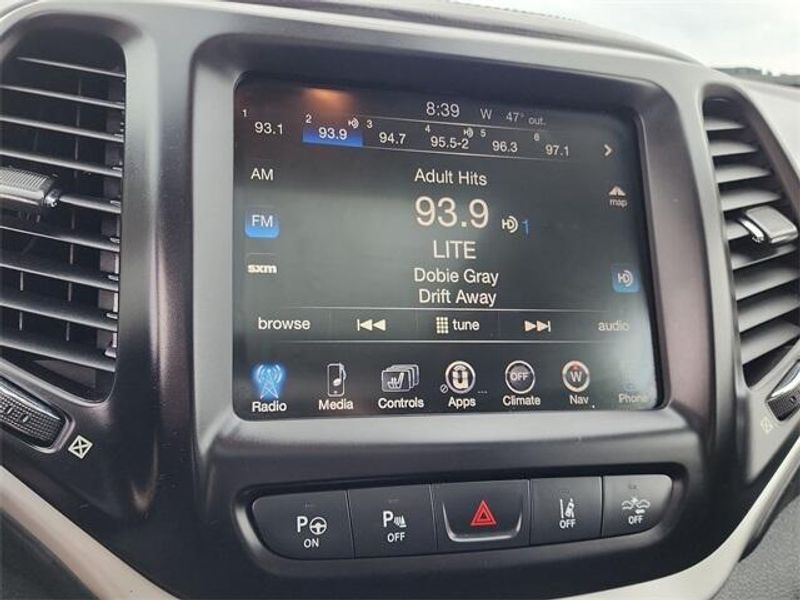 8:39 W 47° out.
1 93.1 2 93.9 3 94.7 4 95.5-2 5 96.3 6 97.1
AM
Adult Hits
map
FM
93.9 HD 1
sxm
LITE
HD
Dobie Gray
Drift Away
browse tune audio
OFF W
Radio Media Controls Apps Climate Nav Phone
P ON
P OFF
OFF
OFF